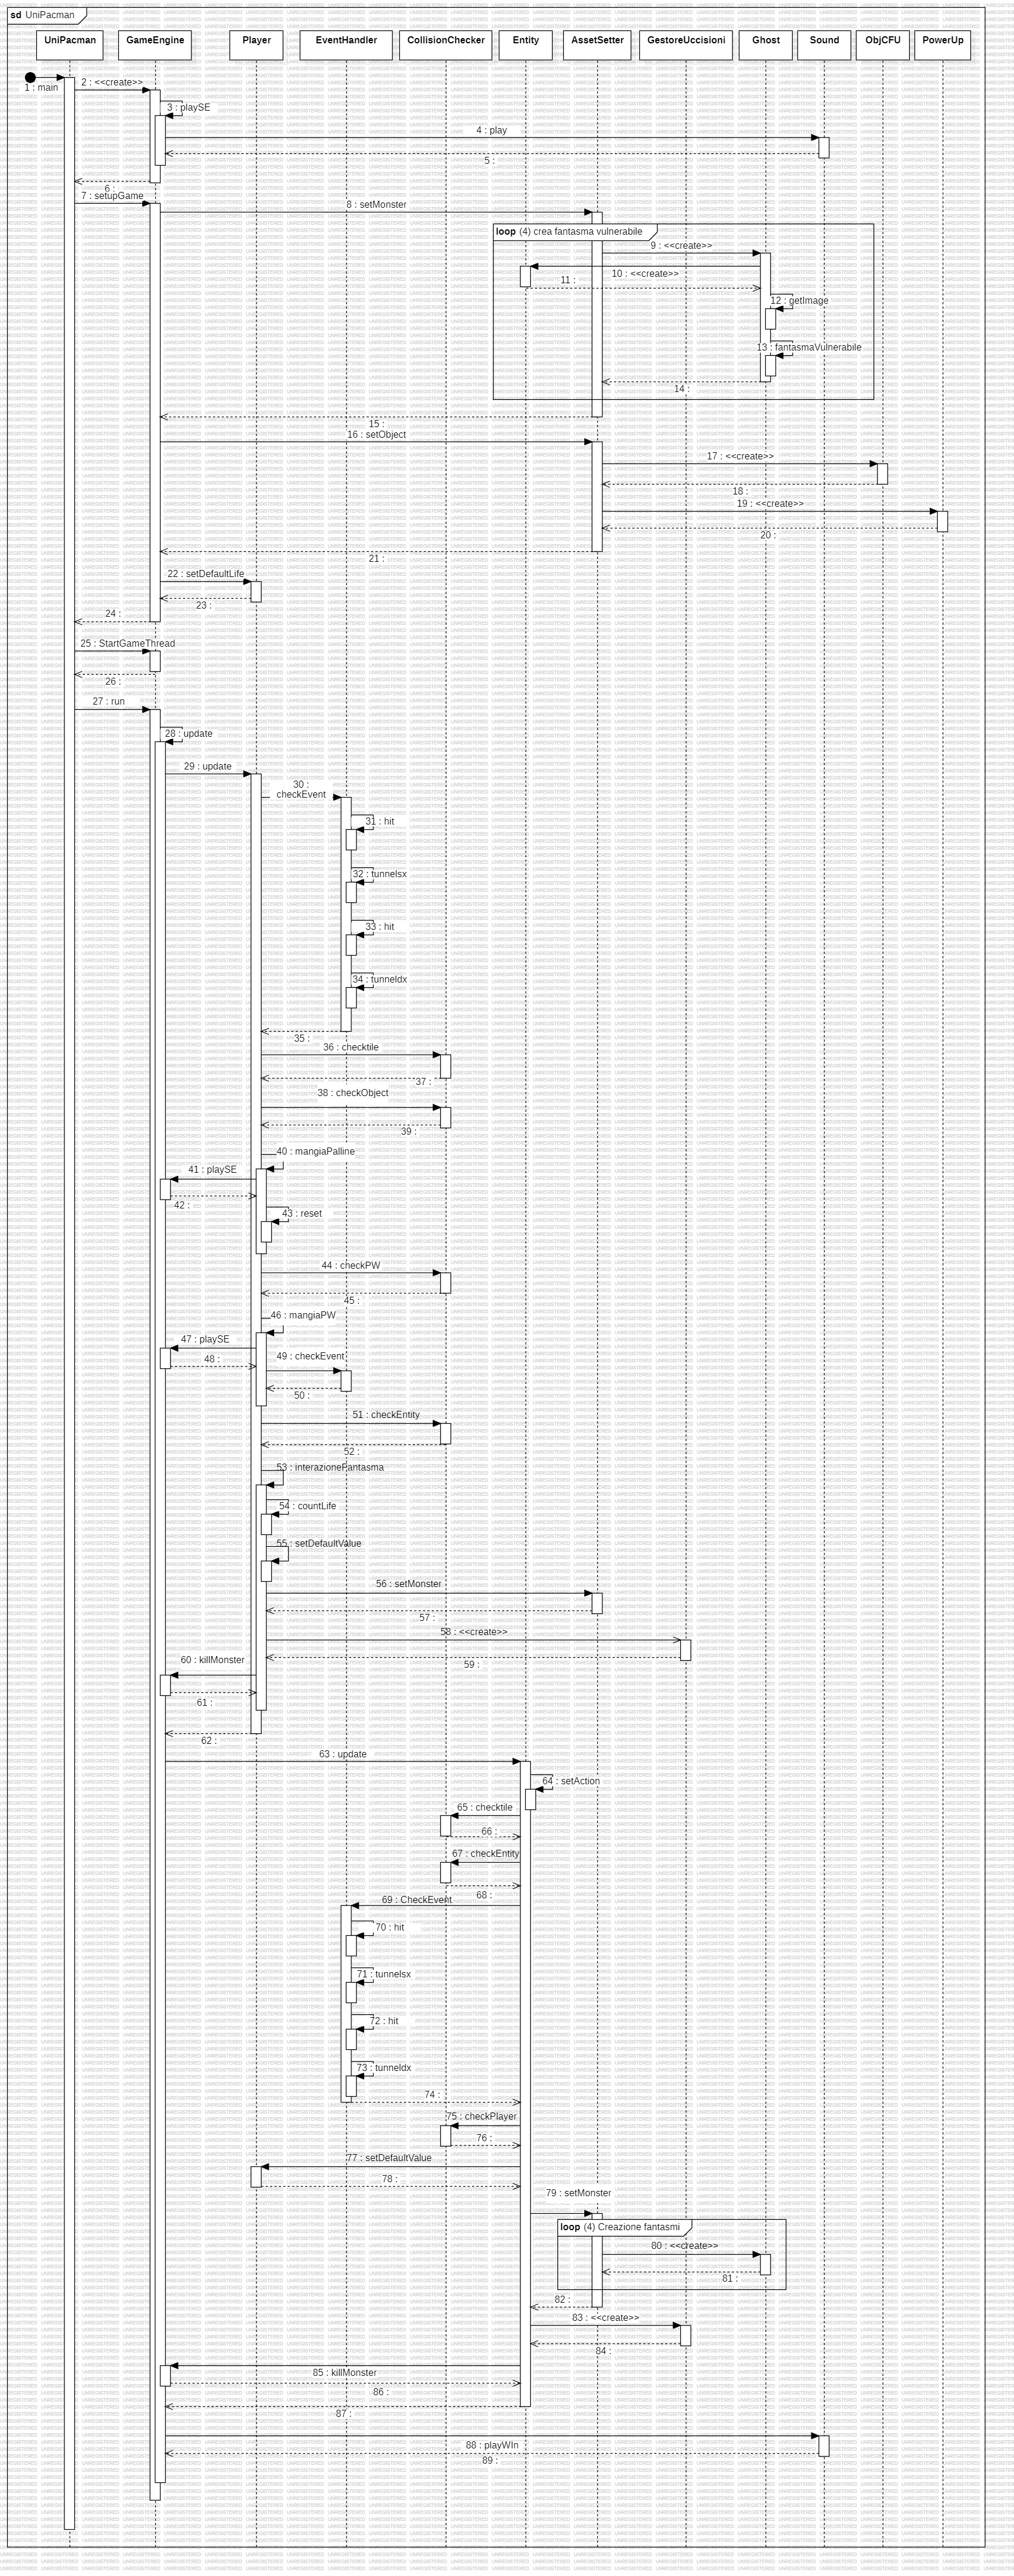 sd UniPacman
UniPacman
GameEngine
Player
EventHandler
CollisionChecker
Entity
AssetSetter
GestoreUccisioni
Ghost
Sound
ObjCFU
PowerUp
1 : main
2 : <<create>>
3 : playSE
4 : play
5 :
6 :
7 : setupGame
8 : setMonster
loop (4) crea fantasma vulnerabile
9 : <<create>>
10 : <<create>>
11 :
12 : getImage
13 : fantasmaVulnerabile
14 :
15 :
16 : setObject
17 : <<create>>
18 :
19 : <<create>>
20 :
21 :
22 : setDefaultLife
23 :
24 :
25 : StartGameThread
26 :
27 : run
28 : update
29 : update
30 :
checkEvent
31 : hit
32 : tunnelsx
33 : hit
34 : tunneldx
35 :
36 : checktile
37 :
38 : checkObject
39 :
40 : mangiaPalline
41 : playSE
42 :
43 : reset
44 : checkPW
45 :
46 : mangiaPW
47 : playSE
48 :
49 : checkEvent
50 :
51 : checkEntity
52 :
53 : interazioneFantasma
54 : countLife
55 : setDefaultValue
56 : setMonster
57 :
58 : <<create>>
59 :
60 : killMonster
61 :
62 :
63 : update
64 : setAction
65 : checktile
66 :
67 : checkEntity
68 :
69 : CheckEvent
70 : hit
71 : tunnelsx
72 : hit
73 : tunneldx
74 :
75 : checkPlayer
76 :
77 : setDefaultValue
78 :
79 : setMonster
loop (4) Creazione fantasmi
80 : <<create>>
81 :
82 :
83 : <<create>>
84 :
85 : killMonster
86 :
87 :
88 : playWIn
89 :